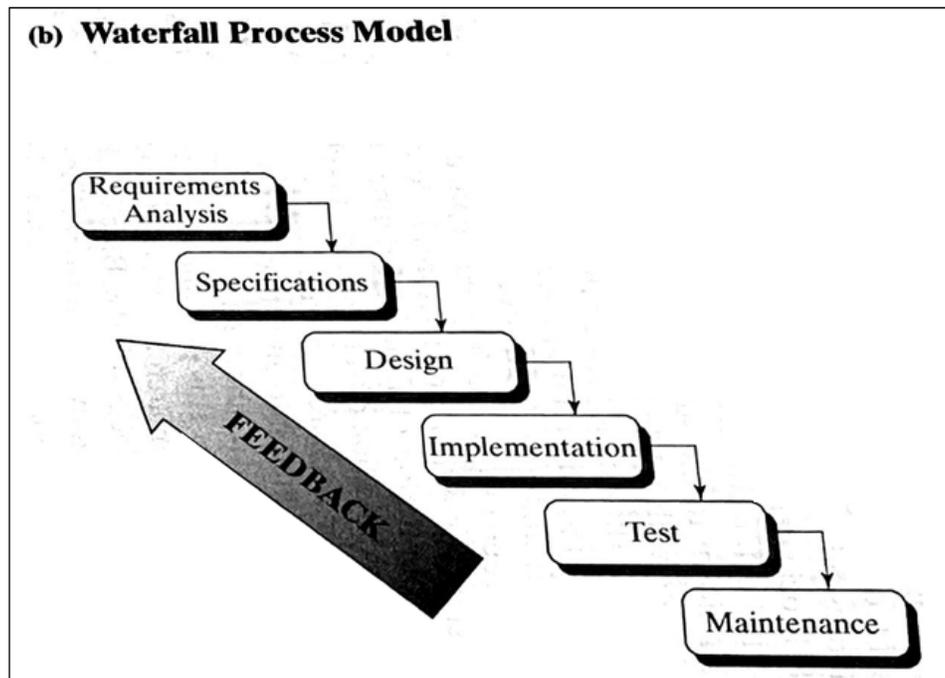 (b) Waterfall Process Model
Requirements
Analysis
Specifications
Design
Implementation
Test
Maintenance
FEEDBACK